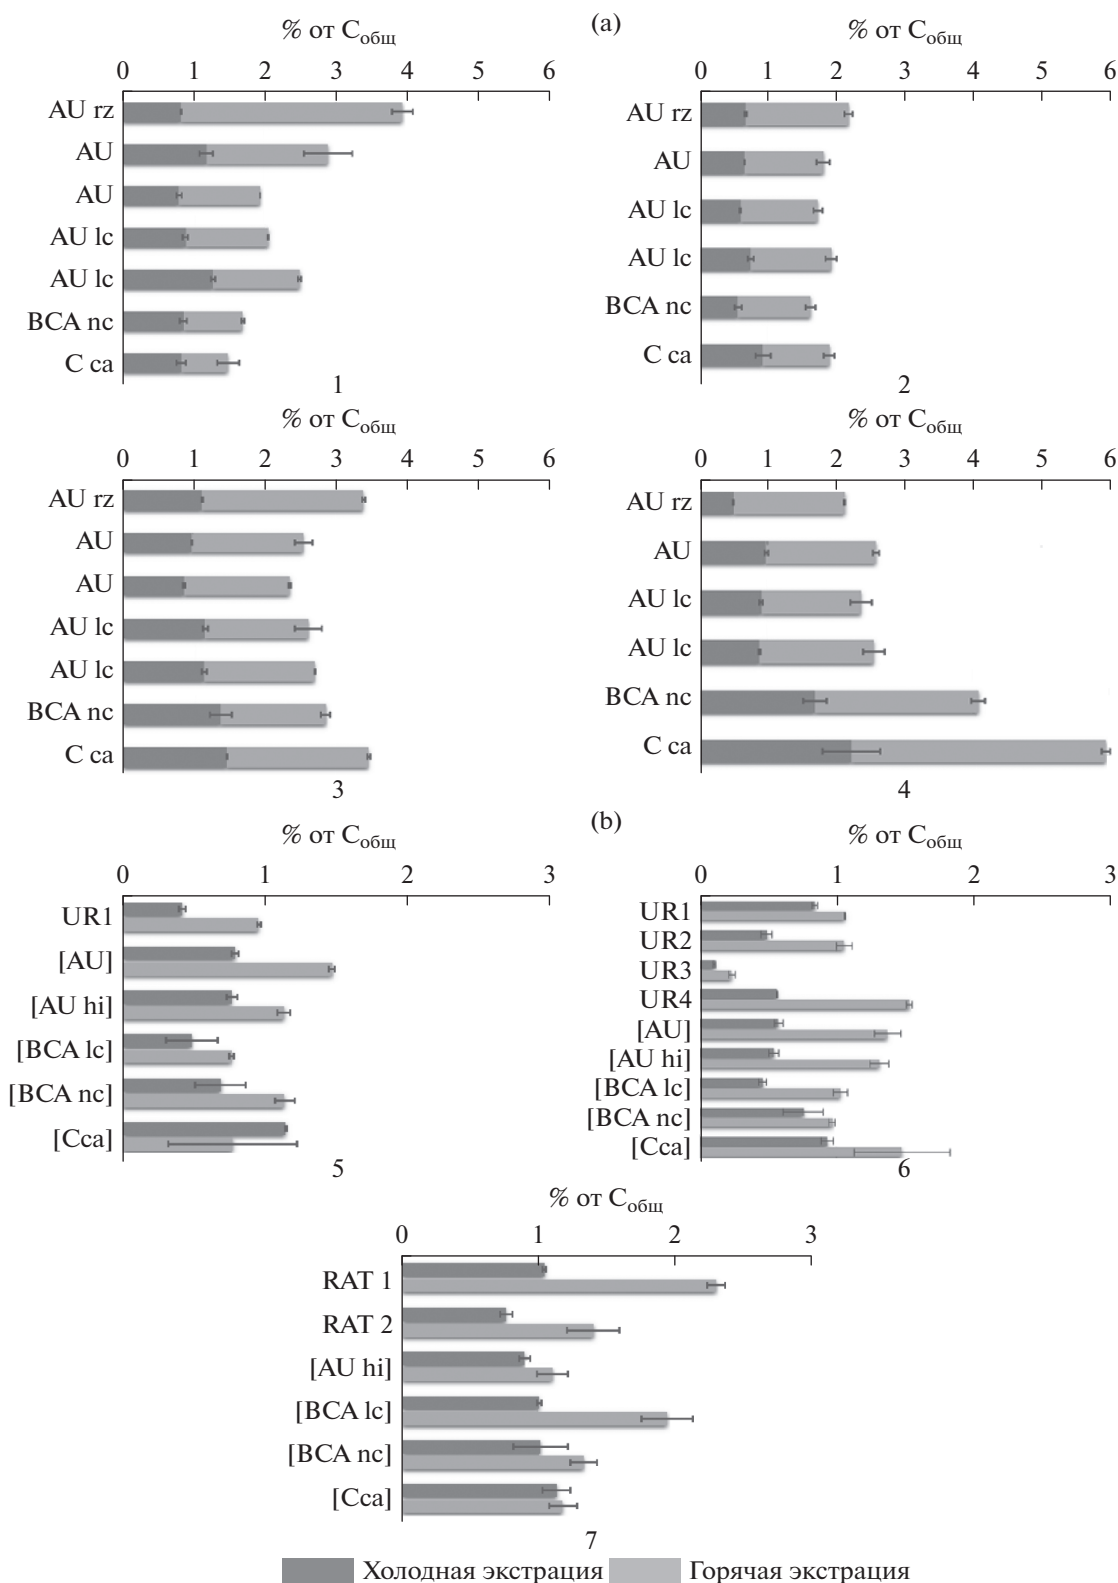 % от Cобщ (a) % от Cобщ
0 1 2 3 4 5 6
AU rz
AU
AU
AU lc
AU lc
BCA nc
C ca
1
0 1 2 3 4 5 6
AU rz
AU
AU lc
AU lc
BCA nc
C ca
2
% от Cобщ
0 1 2 3 4 5 6
AU rz
AU
AU
AU lc
AU lc
BCA nc
C ca
3
% от Cобщ
0 1 2 3 4 5 6
AU rz
AU
AU lc
AU lc
BCA nc
C ca
4
(b)
% от Cобщ
0 1 2 3
UR1
[AU]
[AU hi]
[BCA lc]
[BCA nc]
[Cca]
5
% от Cобщ
0 1 2 3
UR1
UR2
UR3
UR4
[AU]
[AU hi]
[BCA lc]
[BCA nc]
[Cca]
6
% от Cобщ
0 1 2 3
RAT 1
RAT 2
[AU hi]
[BCA lc]
[BCA nc]
[Cca]
7
Холодная экстрация Горячая экстрация